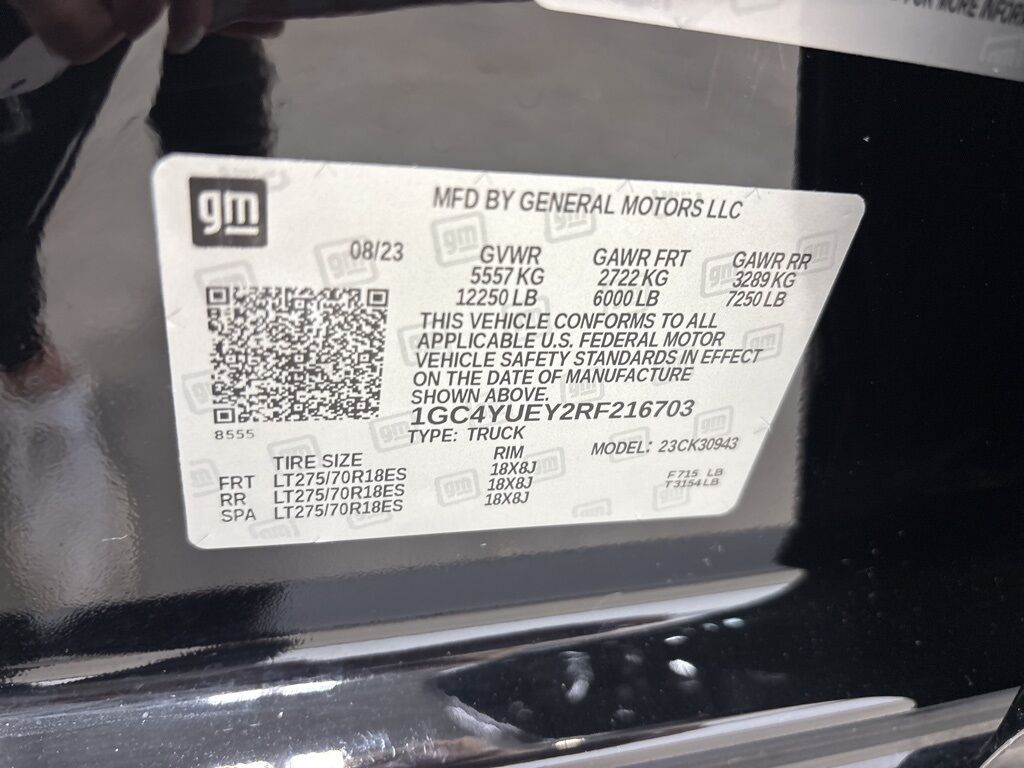 FOR MORE INFOR
gm
MFD BY GENERAL MOTORS LLC
08/23 GVWR GAWR FRT GAWR RR
5557 KG 2722 KG 3289 KG
12250 LB 6000 LB 7250 LB
THIS VEHICLE CONFORMS TO ALL
APPLICABLE U.S. FEDERAL MOTOR
VEHICLE SAFETY STANDARDS IN EFFECT
ON THE DATE OF MANUFACTURE
SHOWN ABOVE.
1GC4YUEY2RF216703
8555
TYPE: TRUCK MODEL: 23CK30943
TIRE SIZE RIM
FRT LT275/70R18ES 18X8J
RR LT275/70R18ES 18X8J
SPA LT275/70R18ES 18X8J
F715 LB
T3154LB